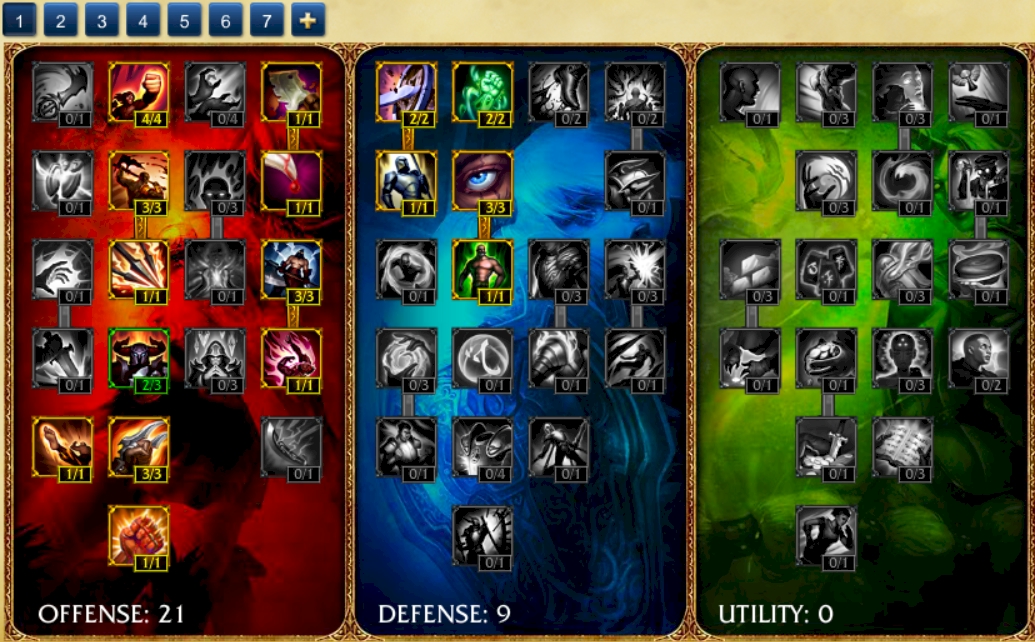 1 2 3 4 5 6 7
0/1 4/4 0/4 1/1 2/2 2/2 0/2 0/2 0/1 0/3 0/3 0/1
0/1 3/3 0/3 1/1 1/1 3/3 0/1 0/3 0/1 0/1
0/1 1/1 0/1 3/3 0/1 1/1 0/3 0/3 0/3 0/1 0/3 0/1
0/1 2/3 0/3 1/1 0/3 0/1 0/1 0/1 0/1 0/1 0/3 0/2
1/1 3/3 0/1 0/1 0/4 0/1 0/1 0/3
1/1 0/1 0/1
OFFENSE: 21 DEFENSE: 9 UTILITY: 0